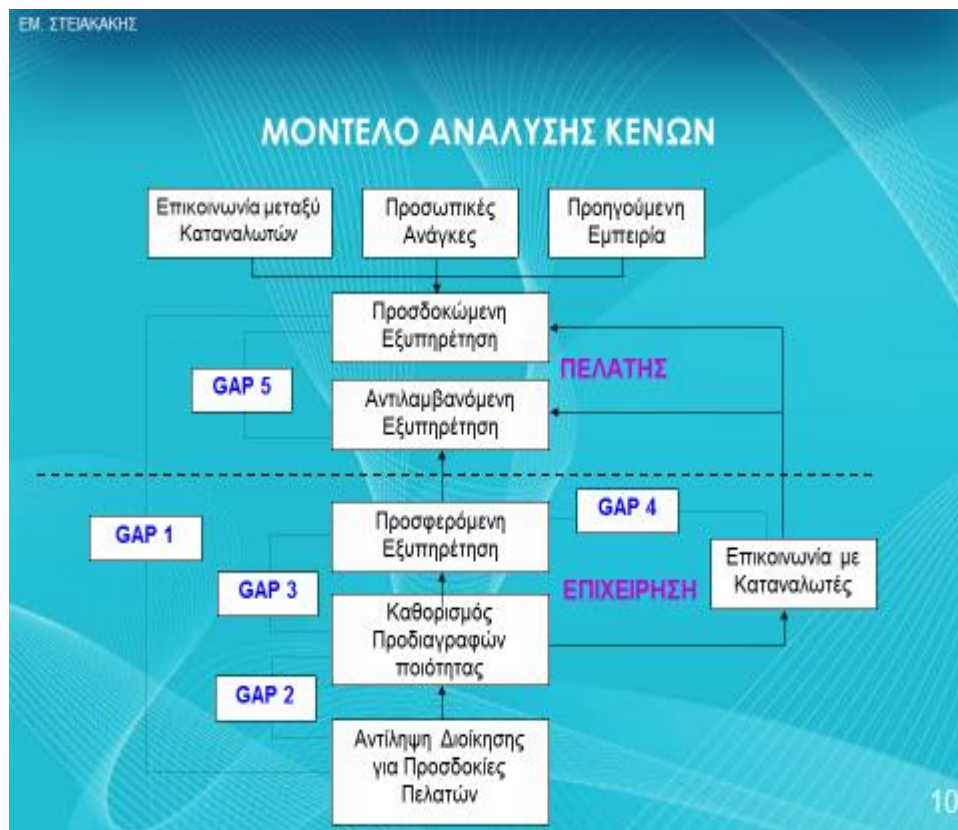 ΕΜ. ΣΤΕΙΑΚΑΚΗΣ
ΜΟΝΤΕΛΟ ΑΝΑΛΥΣΗΣ ΚΕΝΩΝ
Επικοινωνία μεταξύ
Καταναλωτών
Προσωπικές
Ανάγκες
Προηγούμενη
Εμπειρία
Προσδοκώμενη
Εξυπηρέτηση
ΠΕΛΑΤΗΣ
GAP 5
Αντιλαμβανόμενη
Εξυπηρέτηση
GAP 1
Προσφερόμενη
Εξυπηρέτηση
GAP 4
Επικοινωνία με
Καταναλωτές
GAP 3
ΕΠΙΧΕΙΡΗΣΗ
Καθορισμός
Προδιαγραφών
ποιότητας
GAP 2
Αντίληψη Διοίκησης
για Προσδοκίες
Πελατών
10